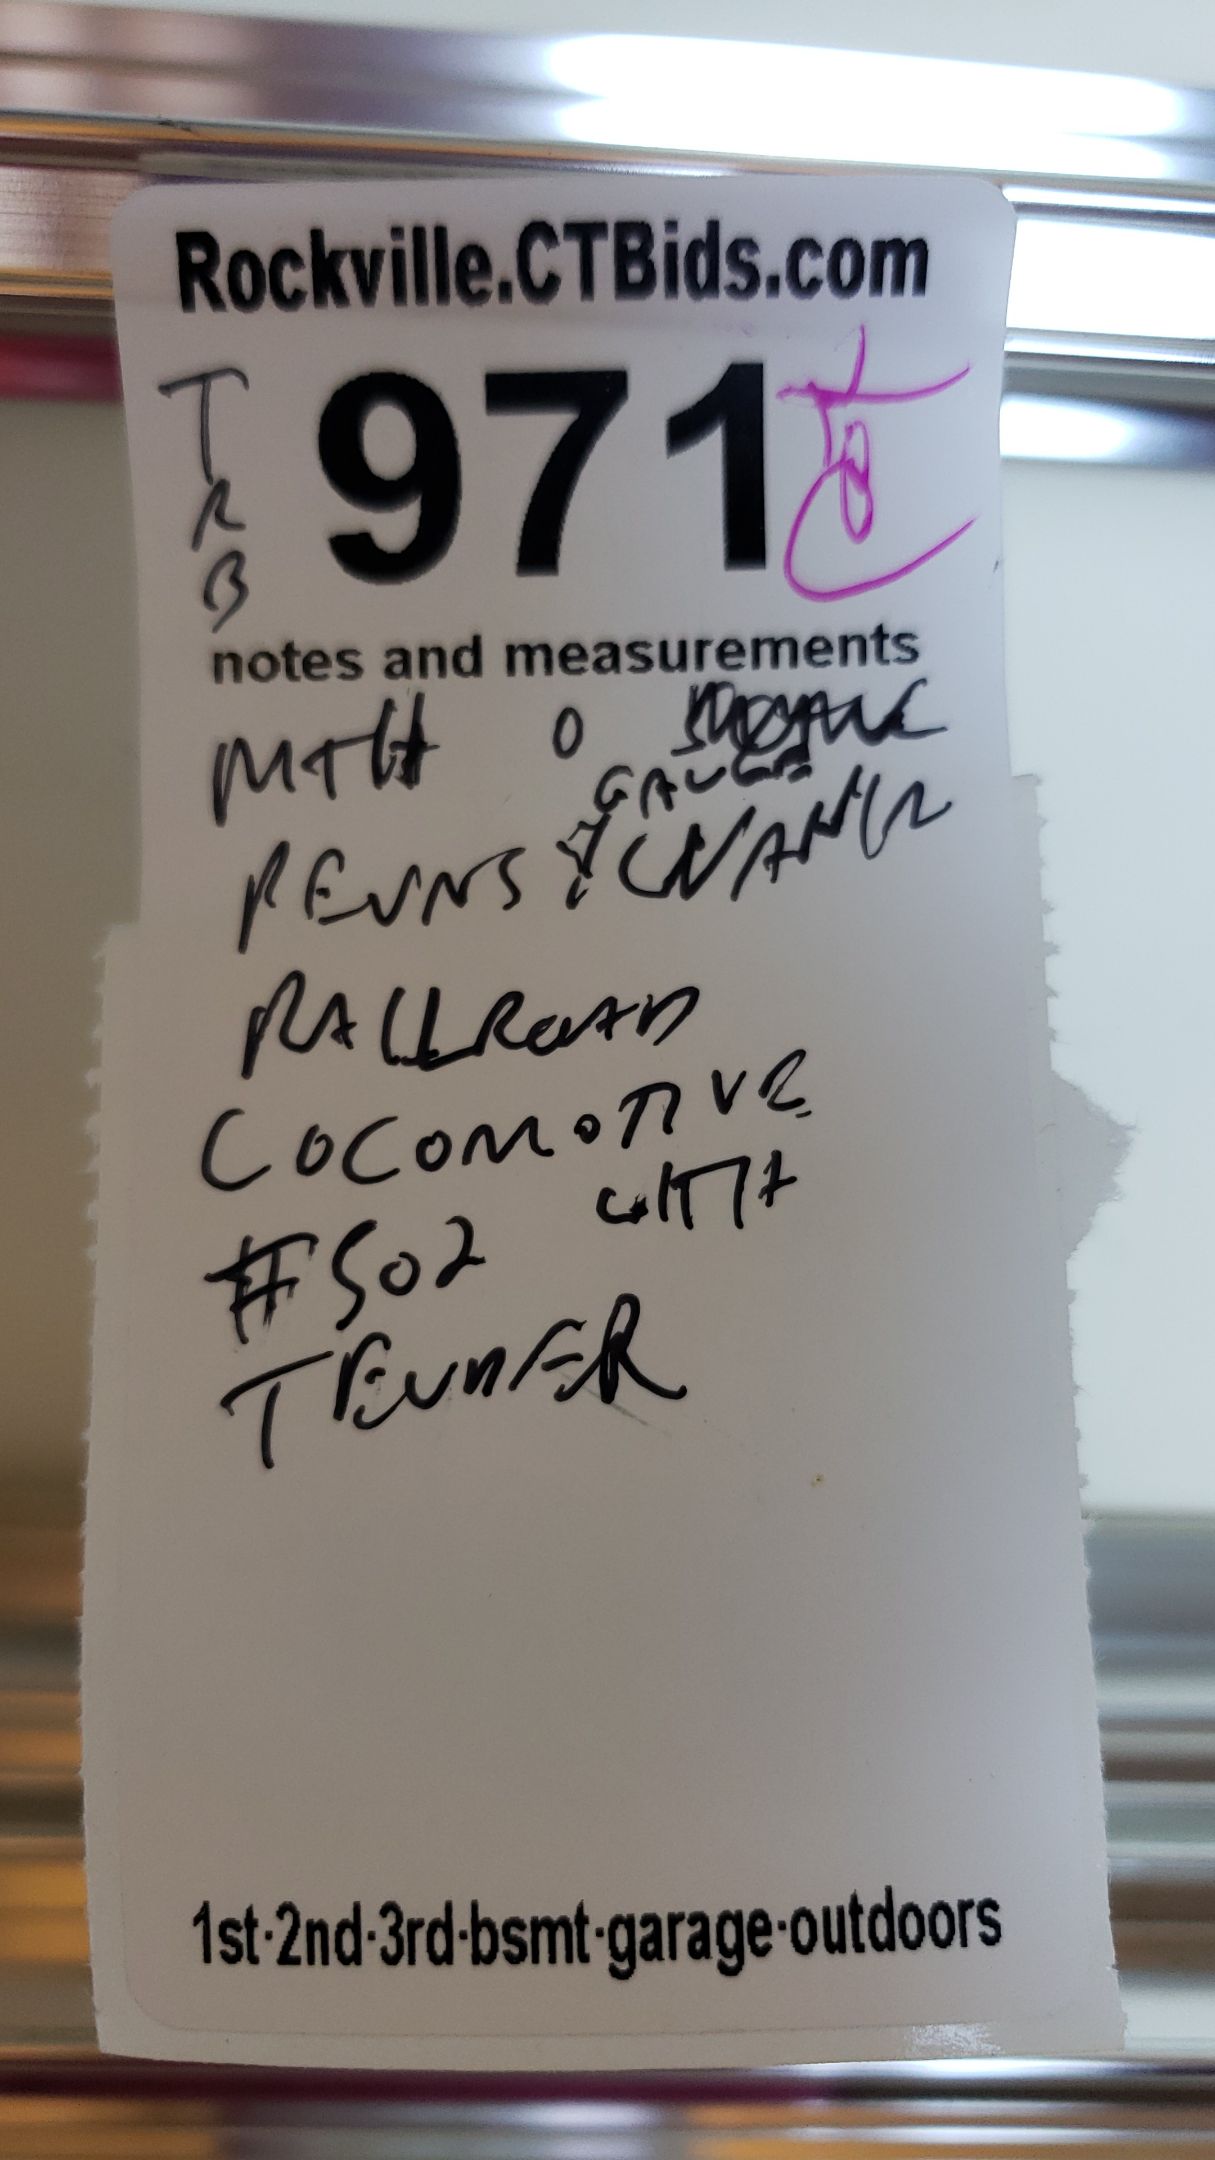 Rockville.CTBids.com
TRB
971
notes and measurements
MTH O
GAUGE
PENNSYLVANIA
RAILROAD
LOCOMOTIVE
#502 WITH
TENDER
1st·2nd·3rd·bsmt·garage·outdoors